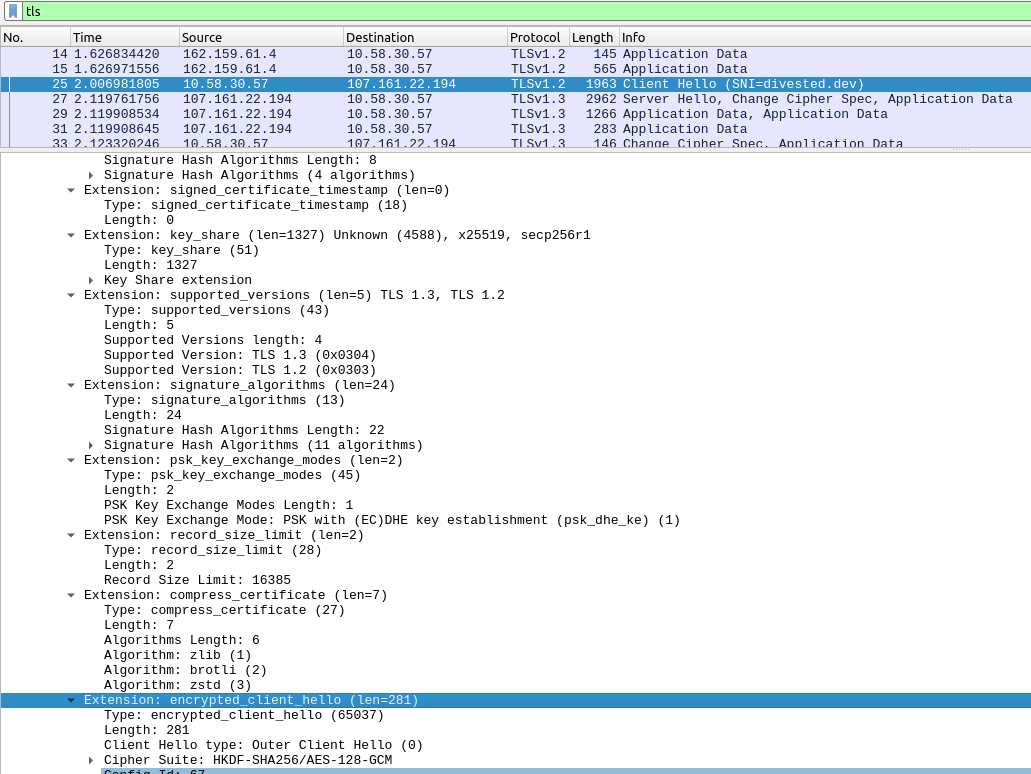 tls
No. Time Source Destination Protocol Length Info
14 1.626834420 162.159.61.4 10.58.30.57 TLSv1.2 145 Application Data
15 1.626971556 162.159.61.4 10.58.30.57 TLSv1.2 565 Application Data
25 2.006981805 10.58.30.57 107.161.22.194 TLSv1.2 1963 Client Hello (SNI=divested.dev)
27 2.119761756 107.161.22.194 10.58.30.57 TLSv1.3 2962 Server Hello, Change Cipher Spec, Application Data
29 2.119908534 107.161.22.194 10.58.30.57 TLSv1.3 1266 Application Data, Application Data
31 2.119908645 107.161.22.194 10.58.30.57 TLSv1.3 283 Application Data
33 2.123320246 10.58.30.57 107.161.22.194 TLSv1.3 146 Change Cipher Spec, Application Data
Signature Hash Algorithms Length: 8
Signature Hash Algorithms (4 algorithms)
Extension: signed_certificate_timestamp (len=0)
Type: signed_certificate_timestamp (18)
Length: 0
Extension: key_share (len=1327) Unknown (4588), x25519, secp256r1
Type: key_share (51)
Length: 1327
Key Share extension
Extension: supported_versions (len=5) TLS 1.3, TLS 1.2
Type: supported_versions (43)
Length: 5
Supported Versions length: 4
Supported Version: TLS 1.3 (0x0304)
Supported Version: TLS 1.2 (0x0303)
Extension: signature_algorithms (len=24)
Type: signature_algorithms (13)
Length: 24
Signature Hash Algorithms Length: 22
Signature Hash Algorithms (11 algorithms)
Extension: psk_key_exchange_modes (len=2)
Type: psk_key_exchange_modes (45)
Length: 2
PSK Key Exchange Modes Length: 1
PSK Key Exchange Mode: PSK with (EC)DHE key establishment (psk_dhe_ke) (1)
Extension: record_size_limit (len=2)
Type: record_size_limit (28)
Length: 2
Record Size Limit: 16385
Extension: compress_certificate (len=7)
Type: compress_certificate (27)
Length: 7
Algorithms Length: 6
Algorithm: zlib (1)
Algorithm: brotli (2)
Algorithm: zstd (3)
Extension: encrypted_client_hello (len=281)
Type: encrypted_client_hello (65037)
Length: 281
Client Hello type: Outer Client Hello (0)
Cipher Suite: HKDF-SHA256/AES-128-GCM
Config Id: 67